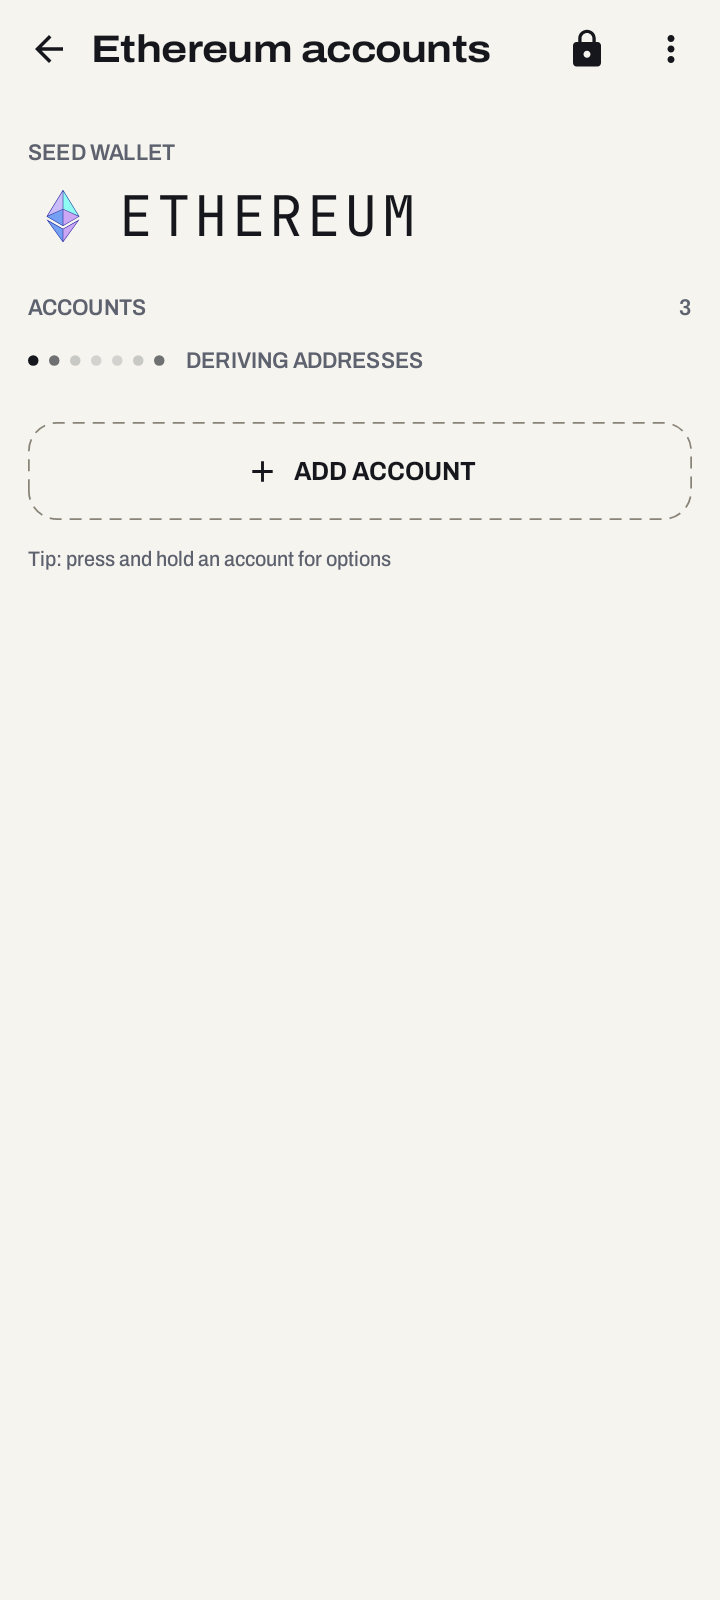 Ethereum accounts
SEED WALLET
ETHEREUM
ACCOUNTS 3
DERIVING ADDRESSES
ADD ACCOUNT
Tip: press and hold an account for options